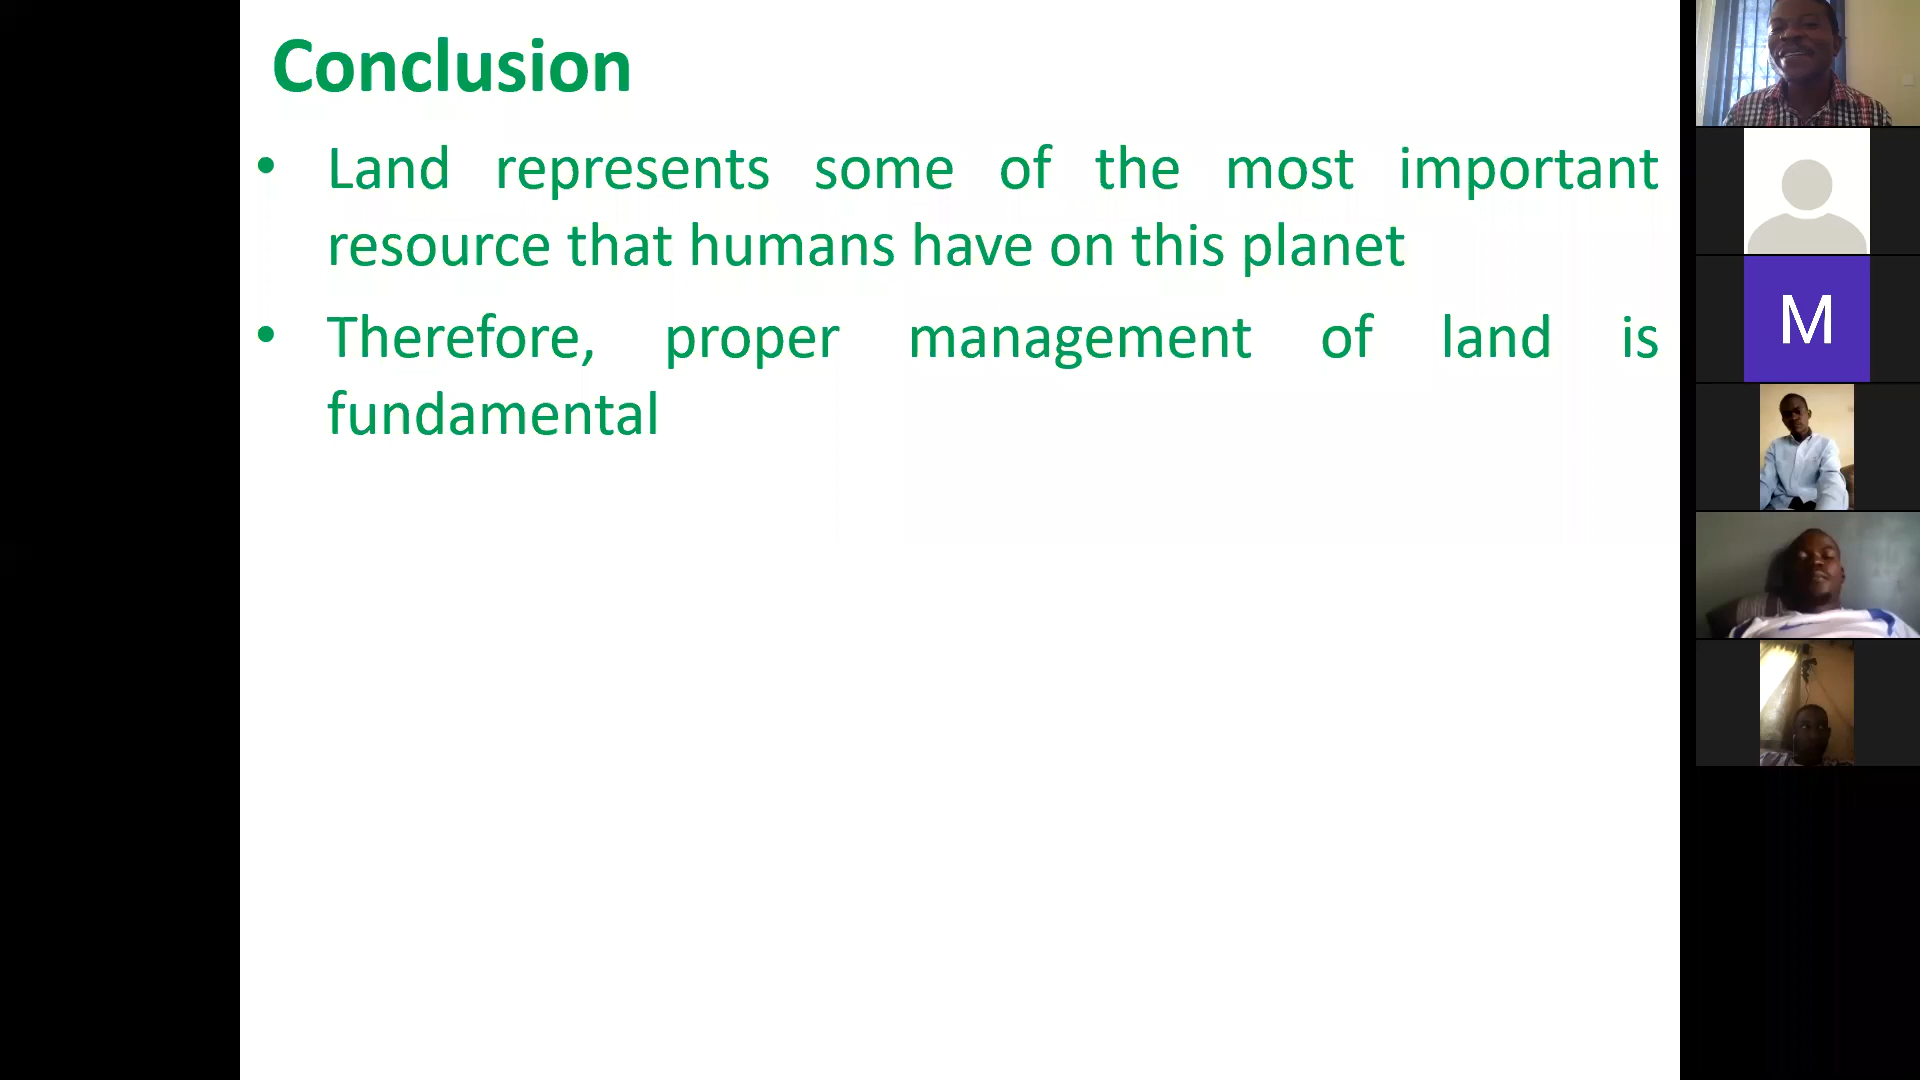 Conclusion
• Land represents some of the most important
resource that humans have on this planet
• Therefore, proper management of land is
fundamental
M